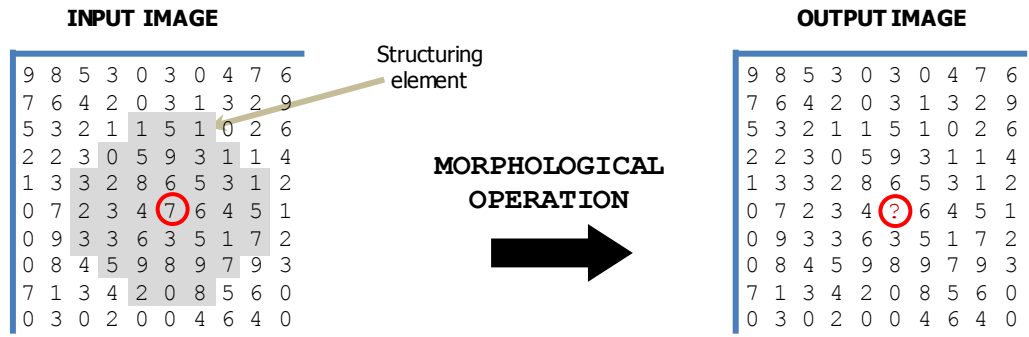 INPUT IMAGE
Structuring
element
9 8 5 3 0 3 0 4 7 6
7 6 4 2 0 3 1 3 2 9
5 3 2 1 1 5 1 0 2 6
2 2 3 0 5 9 3 1 1 4
1 3 3 2 8 6 5 3 1 2
0 7 2 3 4 7 6 4 5 1
0 9 3 3 6 3 5 1 7 2
0 8 4 5 9 8 9 7 9 3
7 1 3 4 2 0 8 5 6 0
0 3 0 2 0 0 4 6 4 0
MORPHOLOGICAL
OPERATION
OUTPUT IMAGE
9 8 5 3 0 3 0 4 7 6
7 6 4 2 0 3 1 3 2 9
5 3 2 1 1 5 1 0 2 6
2 2 3 0 5 9 3 1 1 4
1 3 3 2 8 6 5 3 1 2
0 7 2 3 4 ? 6 4 5 1
0 9 3 3 6 3 5 1 7 2
0 8 4 5 9 8 9 7 9 3
7 1 3 4 2 0 8 5 6 0
0 3 0 2 0 0 4 6 4 0